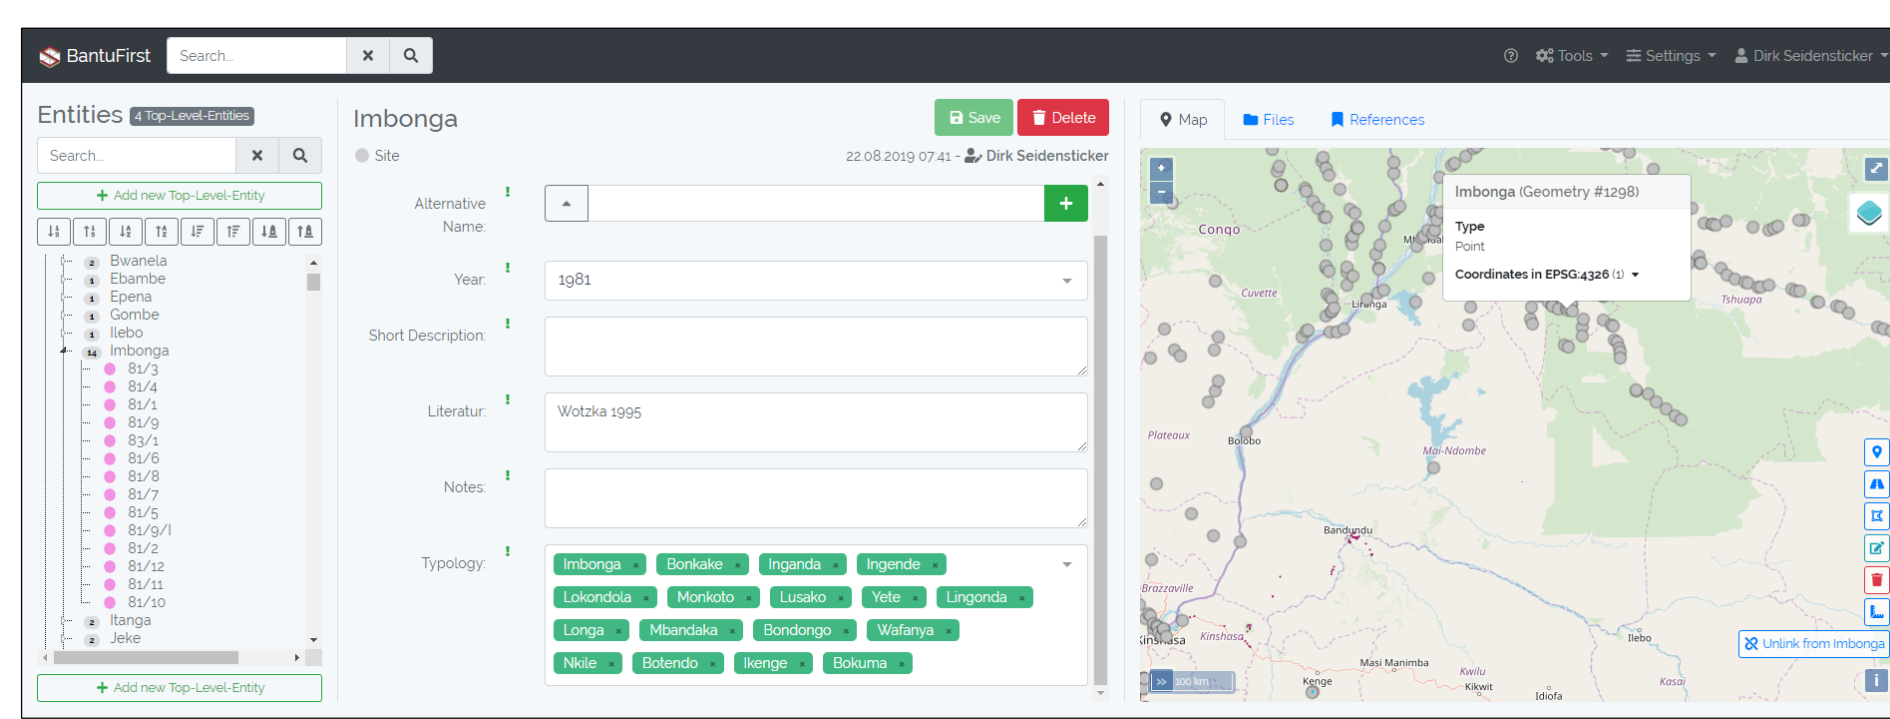 BantuFirst Search... Tools Settings Dirk Seidensticker
Entities 4 Top-Level-Entities
Search...
+ Add new Top-Level-Entity
2 Bwanela
1 Ebambe
1 Epena
1 Gombe
1 Ilebo
14 Imbonga
81/3
81/4
81/1
81/9
83/1
81/6
81/8
81/7
81/5
81/9/I
81/2
81/12
81/11
81/10
2 Itanga
2 Jeke
+ Add new Top-Level-Entity
Imbonga
Save Delete
Site
22.08.2019 07:41 - Dirk Seidensticker
Alternative
Name:
Year: 1981
Short Description:
Literatur: Wotzka 1995
Notes:
Typology:
Imbonga × Bonkake × Inganda × Ingende ×
Lokondola × Monkoto × Lusako × Yete × Lingonda ×
Longa × Mbandaka × Bondongo × Wafanya ×
Nkile × Botendo × Ikenge × Bokuma ×
Map Files References
Imbonga (Geometry #1298)
Type
Point
Coordinates in EPSG:4326 (1)
Congo
Cuvette
Liranga
Tshuapa
Plateaux
Bolobo
Mai-Ndombe
Bandundu
Brazzaville
Kinshasa
Kinshasa
Ilebo
Unlink from Imbonga
Masi Manimba
Kwilu
Kenge
Kikwit
Idiofa
Kasaï
100 km